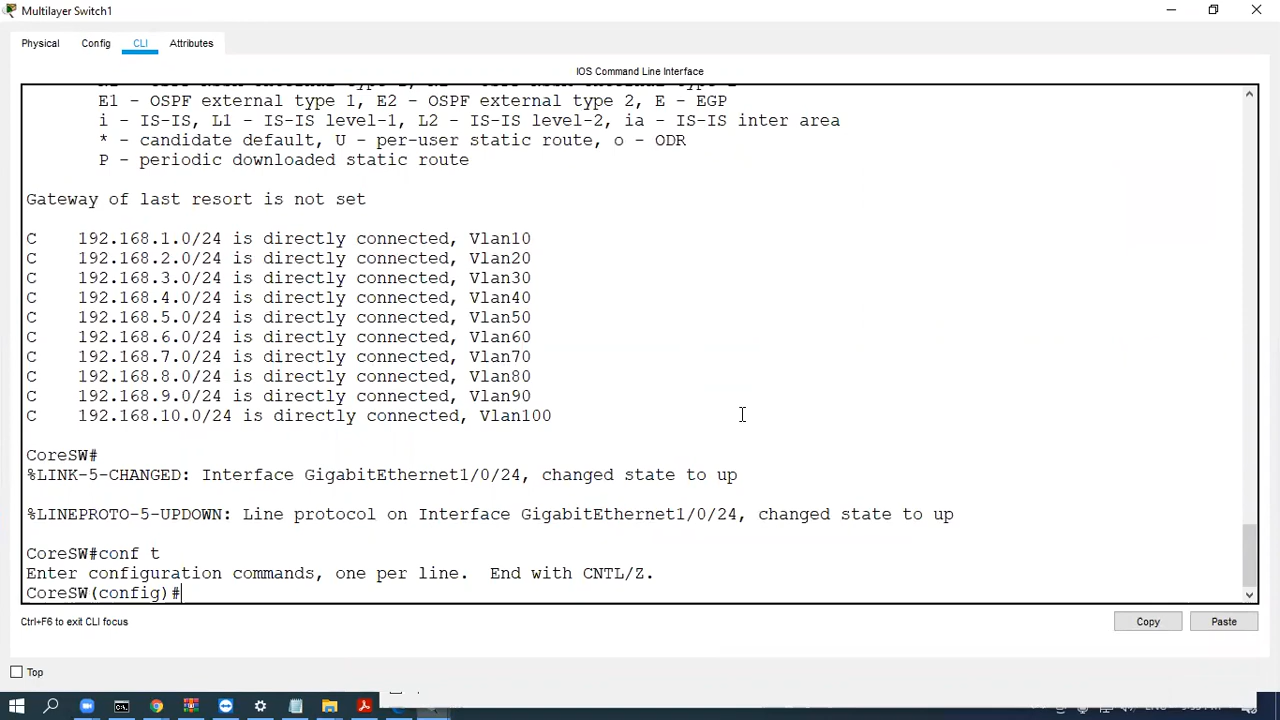 Multilayer Switch1
Physical Config CLI Attributes
IOS Command Line Interface
E1 - OSPF external type 1, E2 - OSPF external type 2, E - EGP
i - IS-IS, L1 - IS-IS level-1, L2 - IS-IS level-2, ia - IS-IS inter area
* - candidate default, U - per-user static route, o - ODR
P - periodic downloaded static route
Gateway of last resort is not set
C 192.168.1.0/24 is directly connected, Vlan10
C 192.168.2.0/24 is directly connected, Vlan20
C 192.168.3.0/24 is directly connected, Vlan30
C 192.168.4.0/24 is directly connected, Vlan40
C 192.168.5.0/24 is directly connected, Vlan50
C 192.168.6.0/24 is directly connected, Vlan60
C 192.168.7.0/24 is directly connected, Vlan70
C 192.168.8.0/24 is directly connected, Vlan80
C 192.168.9.0/24 is directly connected, Vlan90
C 192.168.10.0/24 is directly connected, Vlan100
CoreSW#
%LINK-5-CHANGED: Interface GigabitEthernet1/0/24, changed state to up
%LINEPROTO-5-UPDOWN: Line protocol on Interface GigabitEthernet1/0/24, changed state to up
CoreSW#conf t
Enter configuration commands, one per line. End with CNTL/Z.
CoreSW(config)#
Ctrl+F6 to exit CLI focus
Copy Paste
Top